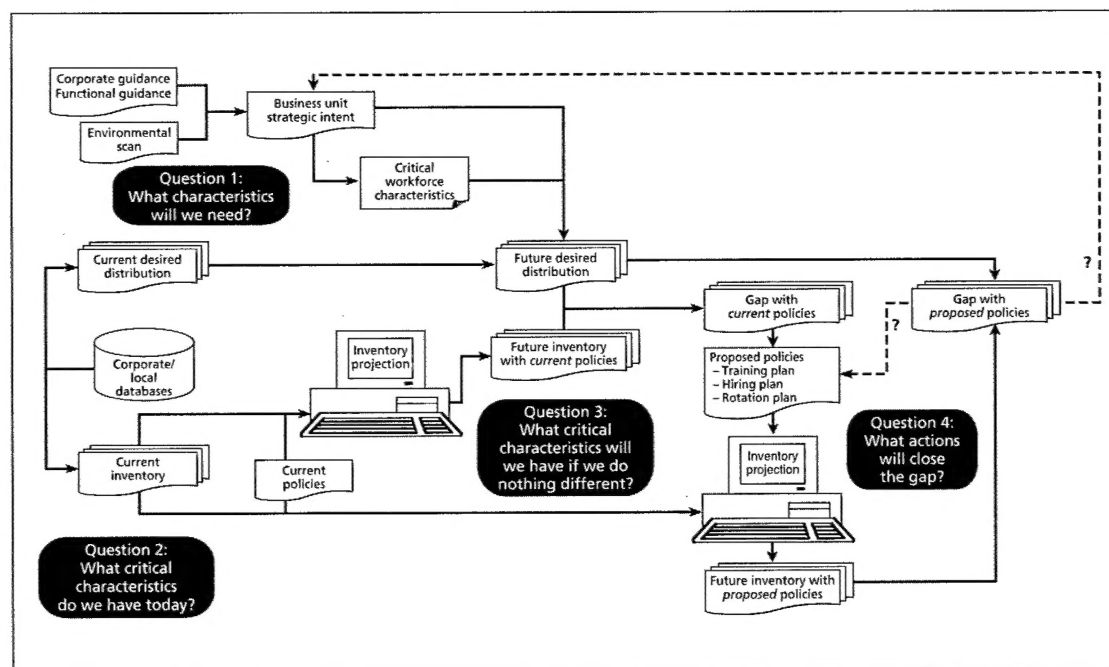 Corporate guidance
Functional guidance
Environmental
scan
Business unit
strategic intent
Critical
workforce
characteristics
Question 1:
What characteristics
will we need?
Current desired
distribution
Future desired
distribution
?
Gap with
current policies
Gap with
proposed policies
?
Corporate/
local
databases
Inventory
projection
Future inventory
with current policies
Proposed policies
– Training plan
– Hiring plan
– Rotation plan
Question 3:
What critical
characteristics will
we have if we do
nothing different?
Question 4:
What actions
will close
the gap?
Current
inventory
Current
policies
Inventory
projection
Question 2:
What critical
characteristics
do we have today?
Future inventory with
proposed policies